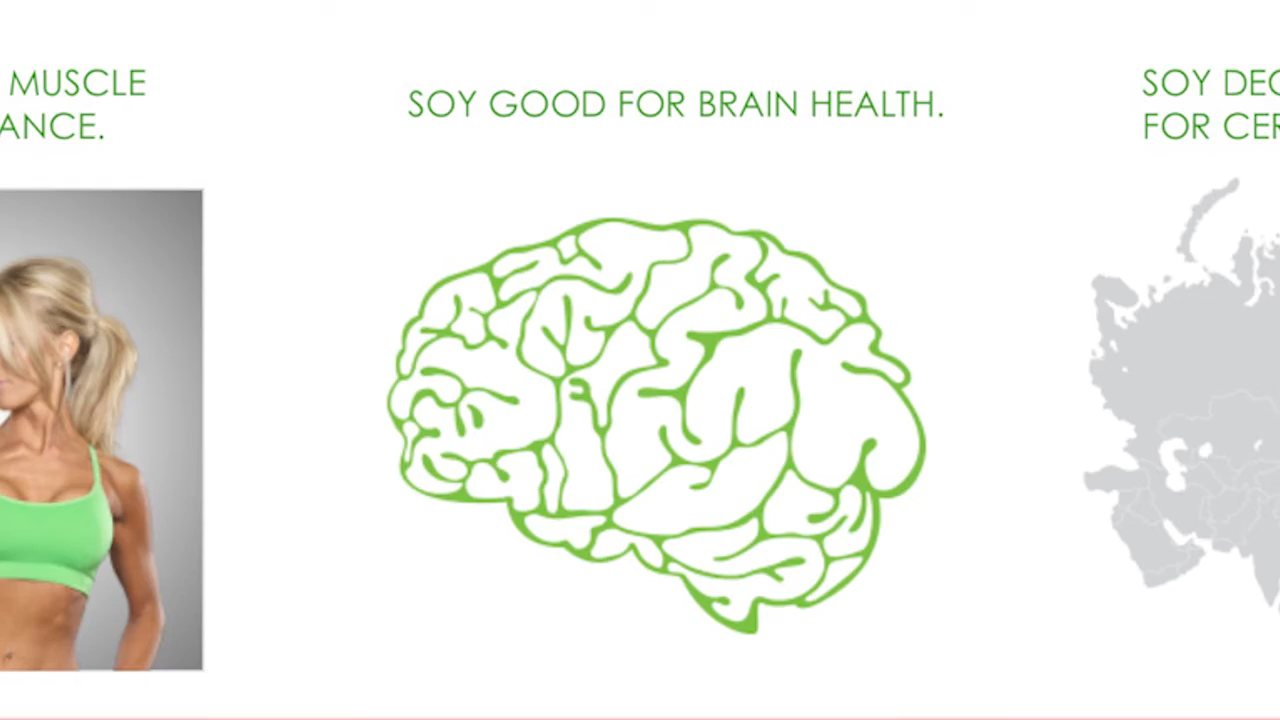 MUSCLE
ANCE.
SOY GOOD FOR BRAIN HEALTH.
SOY DEC
FOR CER